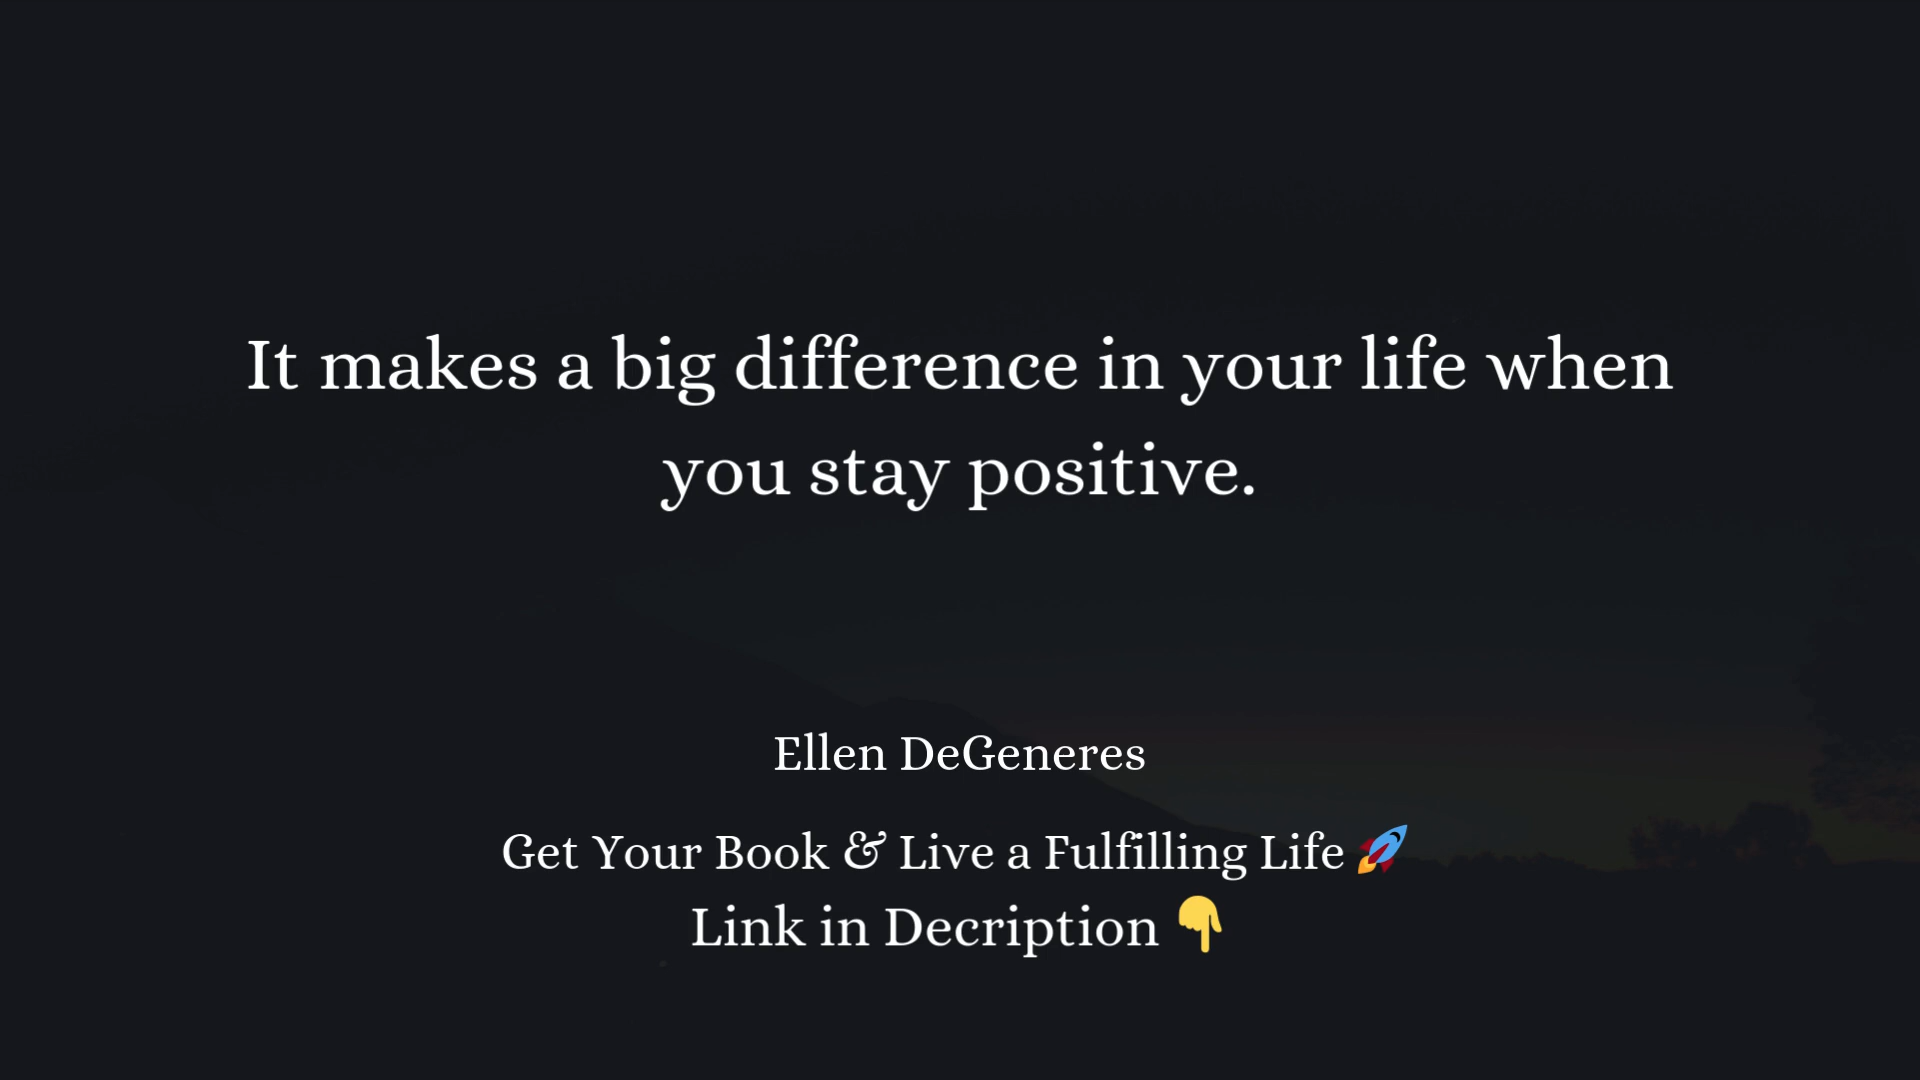 It makes a big difference in your life when
you stay positive.
Ellen DeGeneres
Get Your Book & Live a Fulfilling Life 🚀
Link in Decription 👇